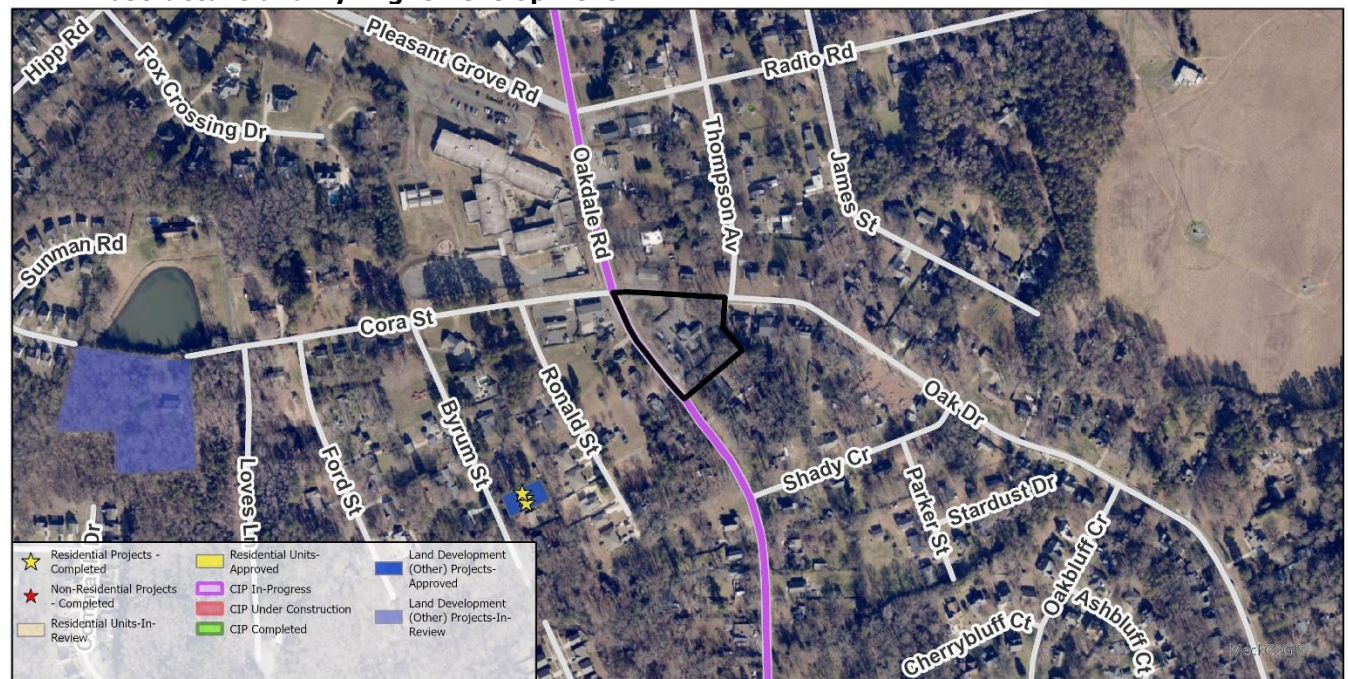 Hipp Rd
Fox Crossing Dr
Pleasant Grove Rd
Radio Rd
Oakdale Rd
Thompson Av
James St
Sunman Rd
Cora St
Oak Dr
Ronald St
Byrum St
Ford St
Loves Ln
Shady Cr
Parker St
Stardust Dr
Oakbluff Cr
Ashbluff Ct
Cherrybluff Ct
Dr
Residential Projects -
Completed
Non-Residential Projects
- Completed
Residential Units-In-
Review
Residential Units-
Approved
CIP In-Progress
CIP Under Construction
CIP Completed
Land Development
(Other) Projects-
Approved
Land Development
(Other) Projects-In-
Review